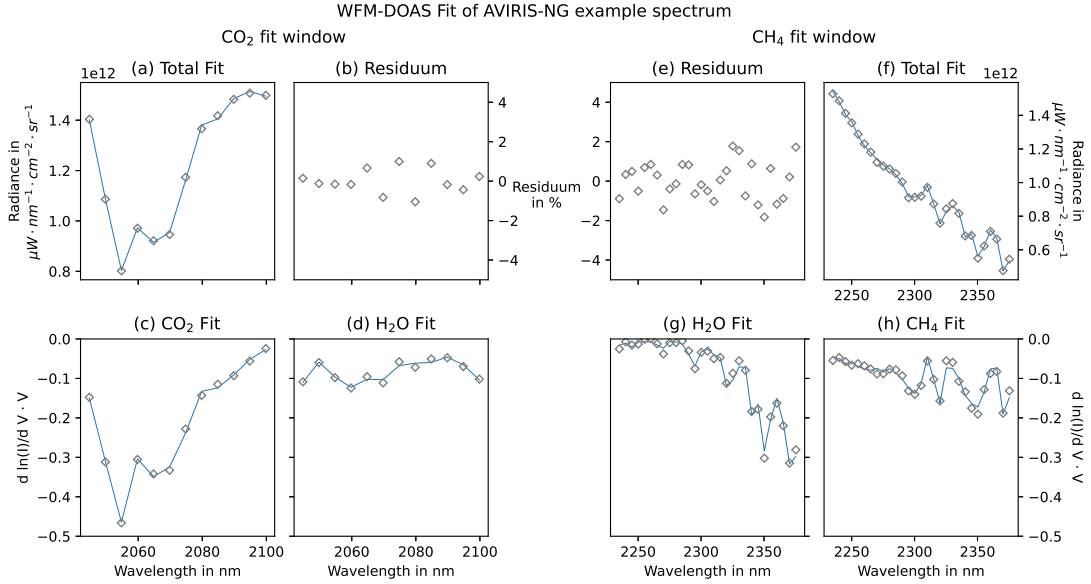 WFM-DOAS Fit of AVIRIS-NG example spectrum
CO₂ fit window
CH₄ fit window
1e12
(a) Total Fit
(b) Residuum
(e) Residuum
(f) Total Fit
1e12
Radiance in
μW · nm⁻¹ · cm⁻² · sr⁻¹
1.4
1.2
1.0
0.8
4
2
0
−2
−4
Residuum
in %
4
2
0
−2
−4
1.4
1.2
1.0
0.8
0.6
μW · nm⁻¹ · cm⁻² · sr⁻¹
Radiance in
2250 2300 2350
(c) CO₂ Fit
(d) H₂O Fit
(g) H₂O Fit
(h) CH₄ Fit
d ln(I)/d V · V
0.0
−0.1
−0.2
−0.3
−0.4
−0.5
0.0
−0.1
−0.2
−0.3
−0.4
−0.5
d ln(I)/d V · V
2060 2080 2100
2060 2080 2100
2250 2300 2350
2250 2300 2350
Wavelength in nm
Wavelength in nm
Wavelength in nm
Wavelength in nm